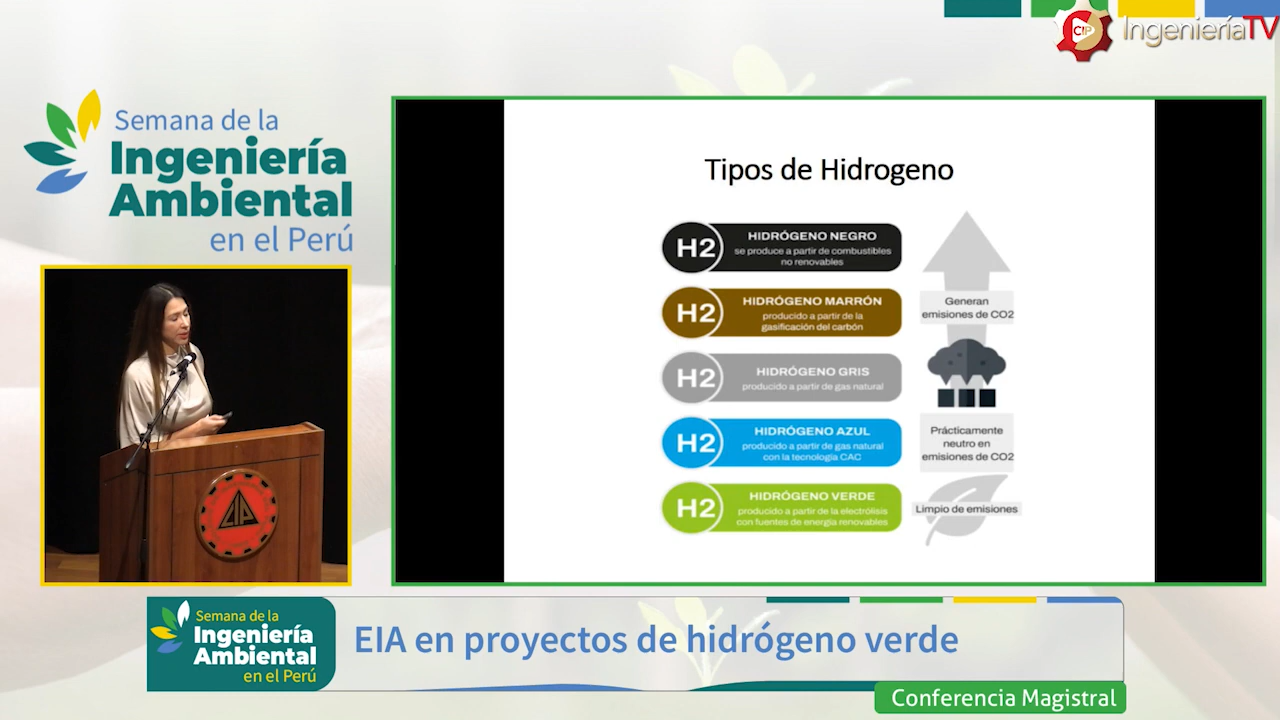 CIP IngenieríaTV
Semana de la
Ingeniería
Ambiental
en el Perú
Tipos de Hidrogeno
H2
HIDRÓGENO NEGRO
se produce a partir de combustibles
no renovables
H2
HIDRÓGENO MARRÓN
producido a partir de la
gasificación del carbón
H2
HIDRÓGENO GRIS
producido a partir de gas natural
H2
HIDRÓGENO AZUL
producido a partir de gas natural
con la tecnología CAC
H2
HIDRÓGENO VERDE
producido a partir de la electrólisis
con fuentes de energía renovables
Generan
emisiones de CO2
Prácticamente
neutro en
emisiones de CO2
Limpio de emisiones
CIP
Semana de la
Ingeniería
Ambiental
en el Perú
EIA en proyectos de hidrógeno verde
Conferencia Magistral